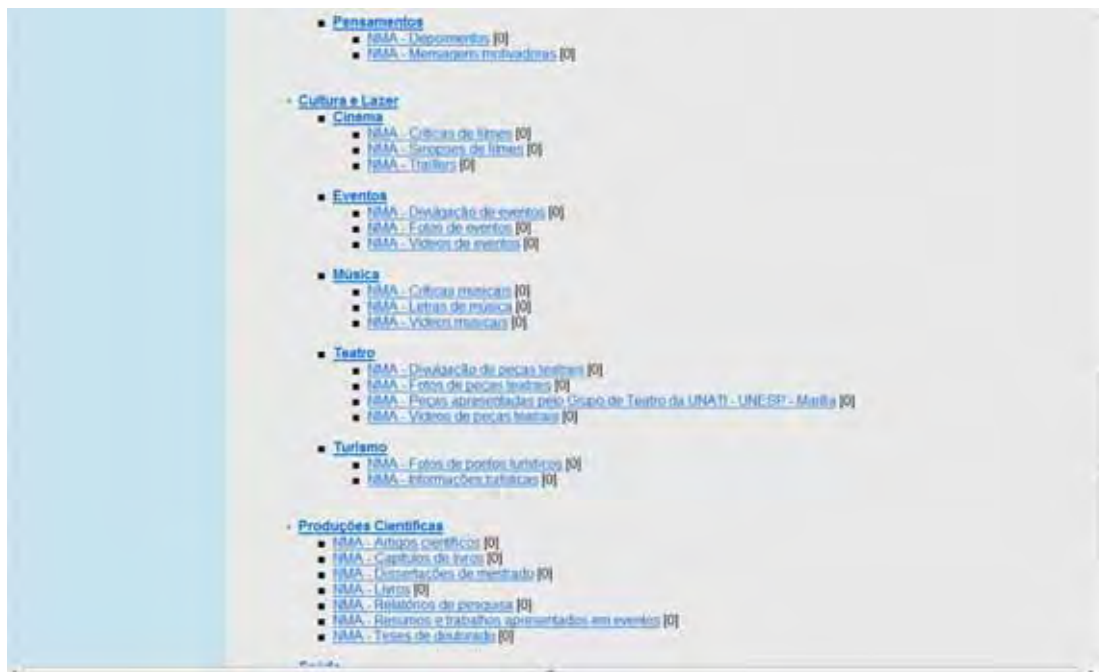 Pensamentos
NMA - Depoimentos [0]
NMA - Mensagens motivadoras [0]
Cultura e Lazer
Cinema
NMA - Críticas de filmes [0]
NMA - Sinopses de filmes [0]
NMA - Traillers [0]
Eventos
NMA - Divulgação de eventos [0]
NMA - Fotos de eventos [0]
NMA - Vídeos de eventos [0]
Música
NMA - Críticas musicais [0]
NMA - Letras de música [0]
NMA - Vídeos musicais [0]
Teatro
NMA - Divulgação de peças teatrais [0]
NMA - Fotos de peças teatrais [0]
NMA - Peças apresentadas pelo Grupo de Teatro da UNATI - UNESP - Marília [0]
NMA - Vídeos de peças teatrais [0]
Turismo
NMA - Fotos de pontos turísticos [0]
NMA - Informações turísticas [0]
Produções Científicas
NMA - Artigos científicos [0]
NMA - Capítulos de livros [0]
NMA - Dissertações de mestrado [0]
NMA - Livros [0]
NMA - Relatórios de pesquisa [0]
NMA - Resumos e trabalhos apresentados em eventos [0]
NMA - Teses de doutorado [0]